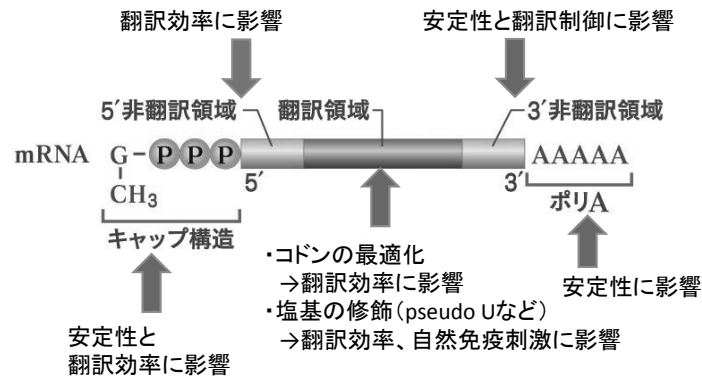 翻訳効率に影響
安定性と翻訳制御に影響
5′非翻訳領域
翻訳領域
3′非翻訳領域
mRNA
G-PPP
CH3
5′
3′
AAAAA
キャップ構造
ポリA
・コドンの最適化
→翻訳効率に影響
・塩基の修飾（pseudo Uなど）
→翻訳効率、自然免疫刺激に影響
安定性に影響
安定性と
翻訳効率に影響